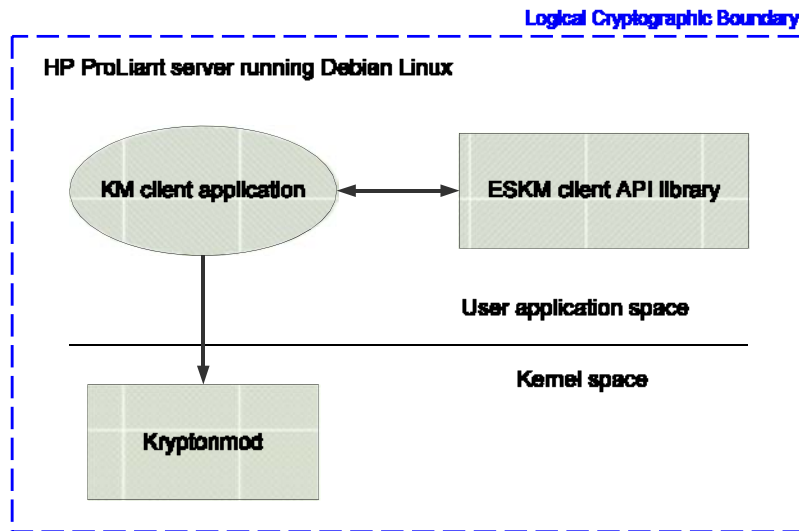 Logical Cryptographic Boundary
HP ProLiant server running Debian Linux
KM client application
ESKM client API library
User application space
Kernel space
Kryptonmod